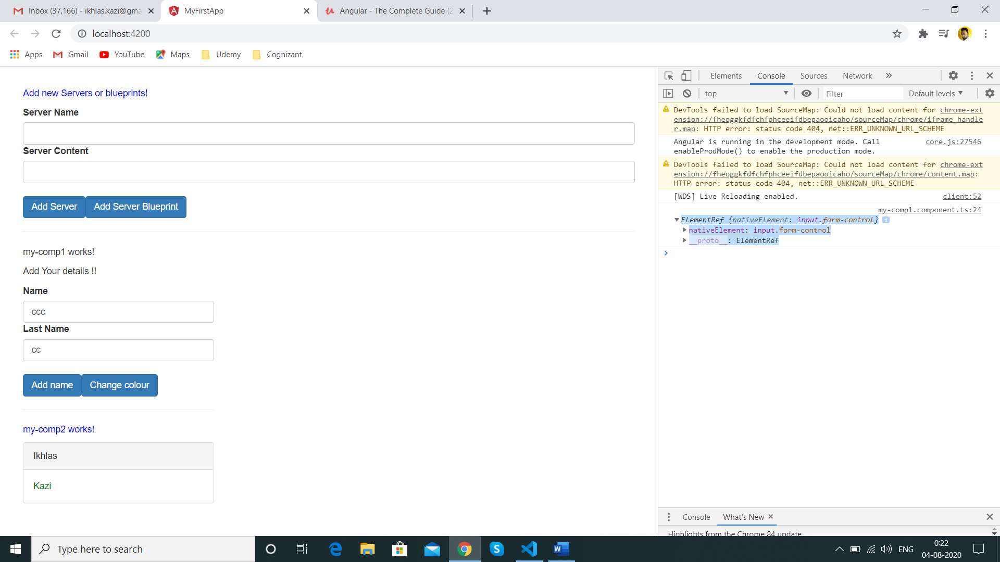 Inbox (37,166) - ikhlas.kazi@gma
MyFirstApp
Angular - The Complete Guide (2
localhost:4200
Apps
Gmail
YouTube
Maps
Udemy
Cognizant
Add new Servers or blueprints!
Server Name
Server Content
Add Server
Add Server Blueprint
my-comp1 works!
Add Your details !!
Name
ccc
Last Name
cc
Add name
Change colour
my-comp2 works!
Ikhlas
Kazi
Elements
Console
Sources
Network
top
Filter
Default levels
DevTools failed to load SourceMap: Could not load content for chrome-ext
ension://fheoggkfdfchfphceeifdbepaooicaho/sourceMap/chrome/iframe_handle
r.map: HTTP error: status code 404, net::ERR_UNKNOWN_URL_SCHEME
Angular is running in the development mode. Call
core.js:27546
enableProdMode() to enable the production mode.
DevTools failed to load SourceMap: Could not load content for chrome-ext
ension://fheoggkfdfchfphceeifdbepaooicaho/sourceMap/chrome/content.map:
HTTP error: status code 404, net::ERR_UNKNOWN_URL_SCHEME
[WDS] Live Reloading enabled.
client:52
my-comp1.component.ts:24
ElementRef {nativeElement: input.form-control}
nativeElement: input.form-control
__proto__: ElementRef
Console
What's New
Highlights from the Chrome 84 update
Type here to search
ENG
0:22
04-08-2020